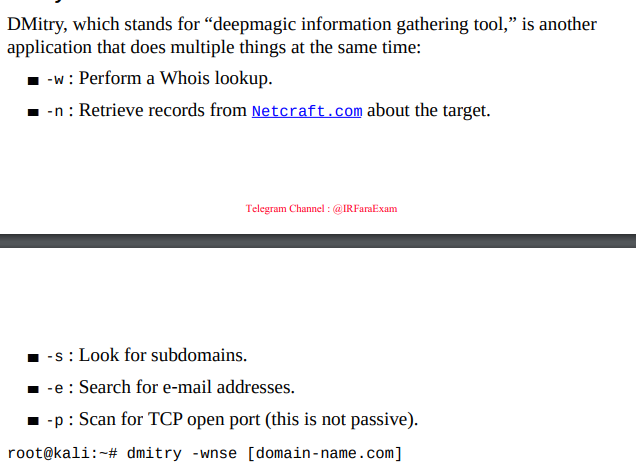 DMitry, which stands for “deepmagic information gathering tool,” is another
application that does multiple things at the same time:
■ -w : Perform a Whois lookup.
■ -n : Retrieve records from Netcraft.com about the target.
Telegram Channel : @IRFaraExam
■ -s : Look for subdomains.
■ -e : Search for e-mail addresses.
■ -p : Scan for TCP open port (this is not passive).
root@kali:~# dmitry -wnse [domain-name.com]